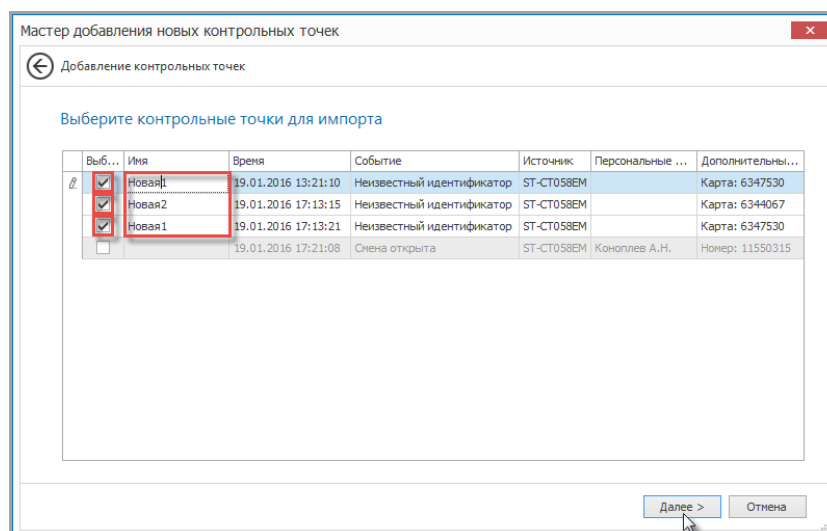 Мастер добавления новых контрольных точек
Добавление контрольных точек
Выберите контрольные точки для импорта
Выб... Имя Время Событие Источник Персональные ... Дополнительны...
Новая1 19.01.2016 13:21:10 Неизвестный идентификатор ST-CT058EM Карта: 6347530
Новая2 19.01.2016 17:13:15 Неизвестный идентификатор ST-CT058EM Карта: 6344067
Новая1 19.01.2016 17:13:21 Неизвестный идентификатор ST-CT058EM Карта: 6347530
19.01.2016 17:21:08 Смена открыта ST-CT058EM Коноплев А.Н. Номер: 11550315
Далее > Отмена